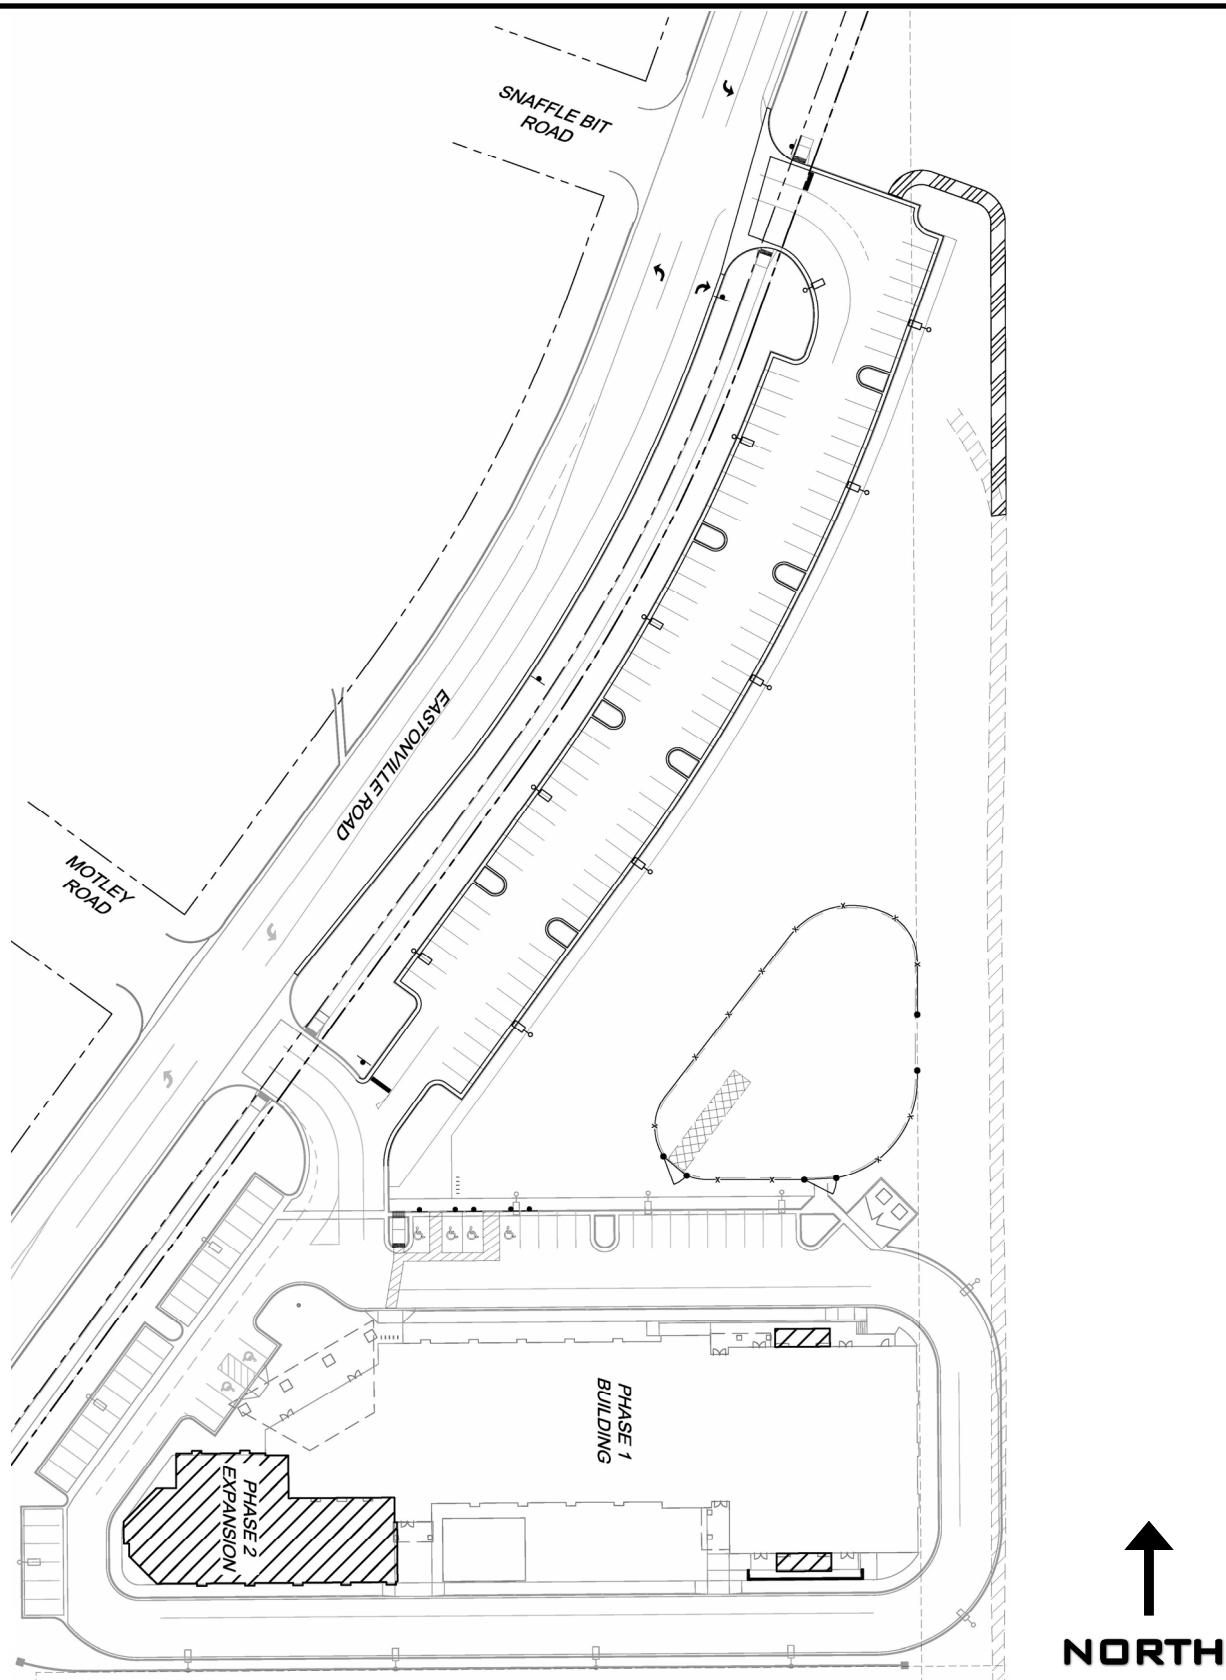 SNAFFLE BIT
ROAD
EASTONVILLE ROAD
MOTLEY
ROAD
PHASE 1
BUILDING
PHASE 2
EXPANSION
NORTH